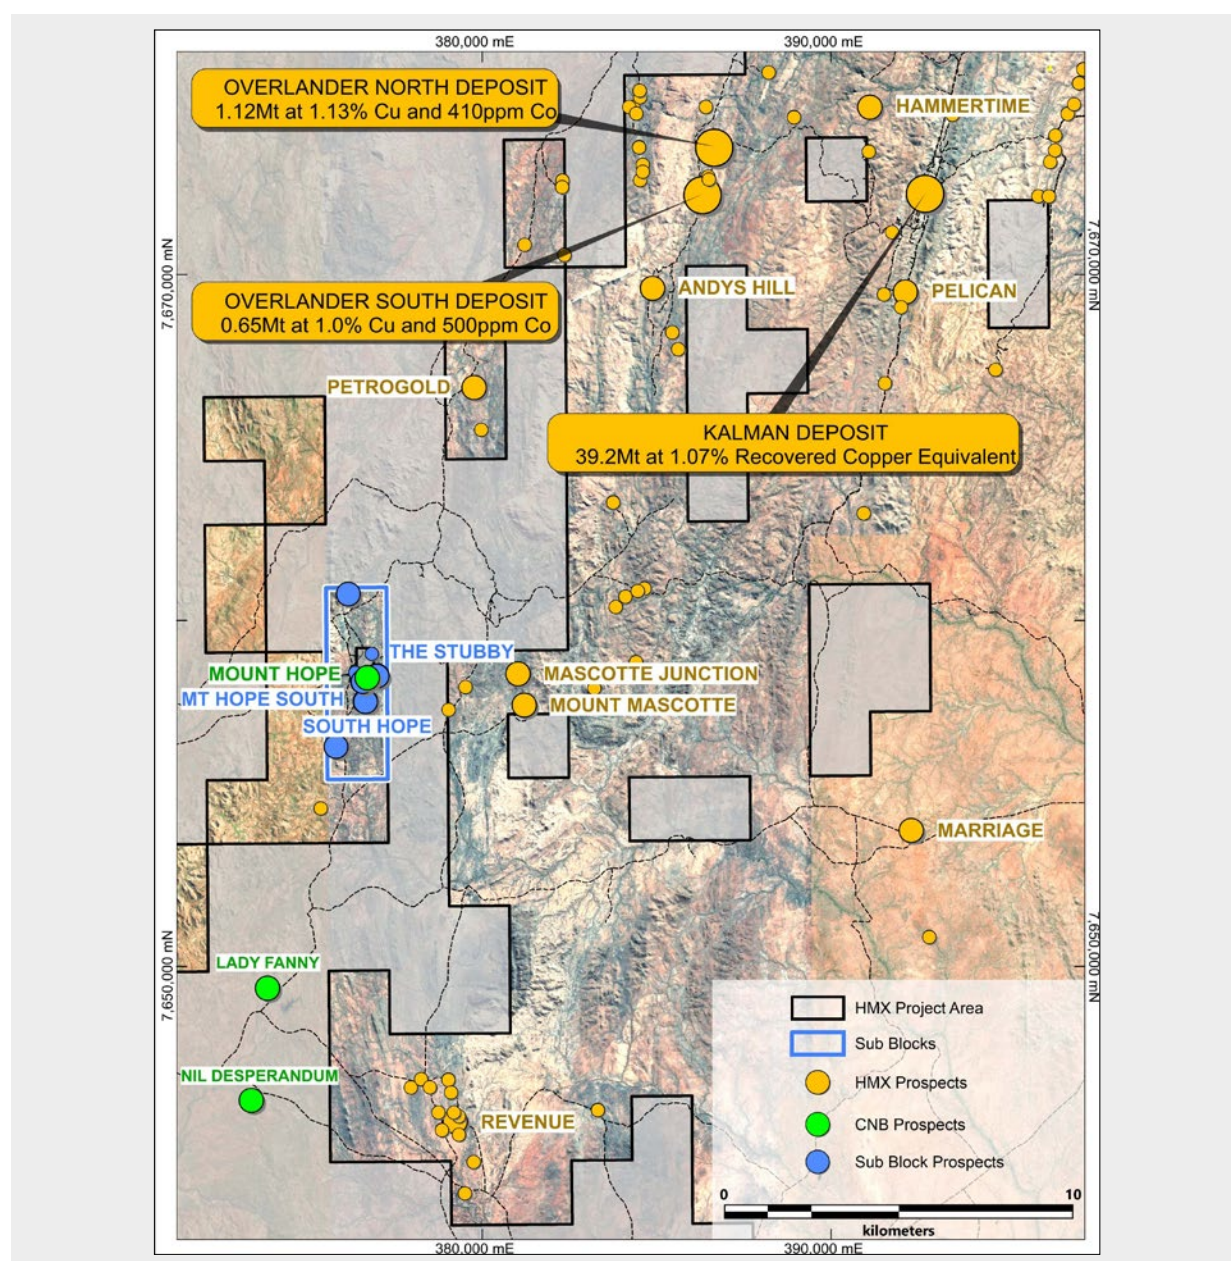 380,000 mE
390,000 mE
OVERLANDER NORTH DEPOSIT
1.12Mt at 1.13% Cu and 410ppm Co
HAMMERTIME
7,670,000 mN
7,670,000 mN
ANDYS HILL
PELICAN
OVERLANDER SOUTH DEPOSIT
0.65Mt at 1.0% Cu and 500ppm Co
PETROGOLD
KALMAN DEPOSIT
39.2Mt at 1.07% Recovered Copper Equivalent
THE STUBBY
MOUNT HOPE
MT HOPE SOUTH
SOUTH HOPE
MASCOTTE JUNCTION
MOUNT MASCOTTE
MARRIAGE
7,650,000 mN
7,650,000 mN
LADY FANNY
NIL DESPERANDUM
REVENUE
HMX Project Area
Sub Blocks
HMX Prospects
CNB Prospects
Sub Block Prospects
0
10
kilometers
380,000 mE
390,000 mE